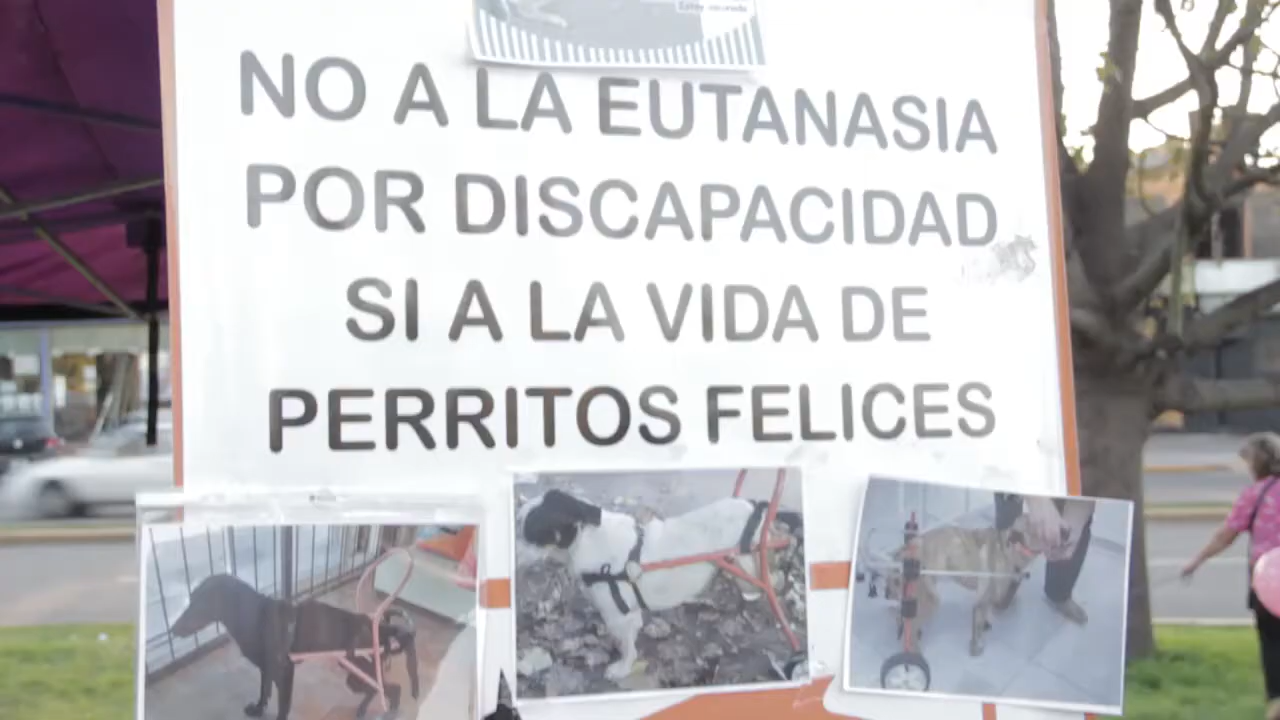 NO A LA EUTANASIA
POR DISCAPACIDAD
SI A LA VIDA DE
PERRITOS FELICES